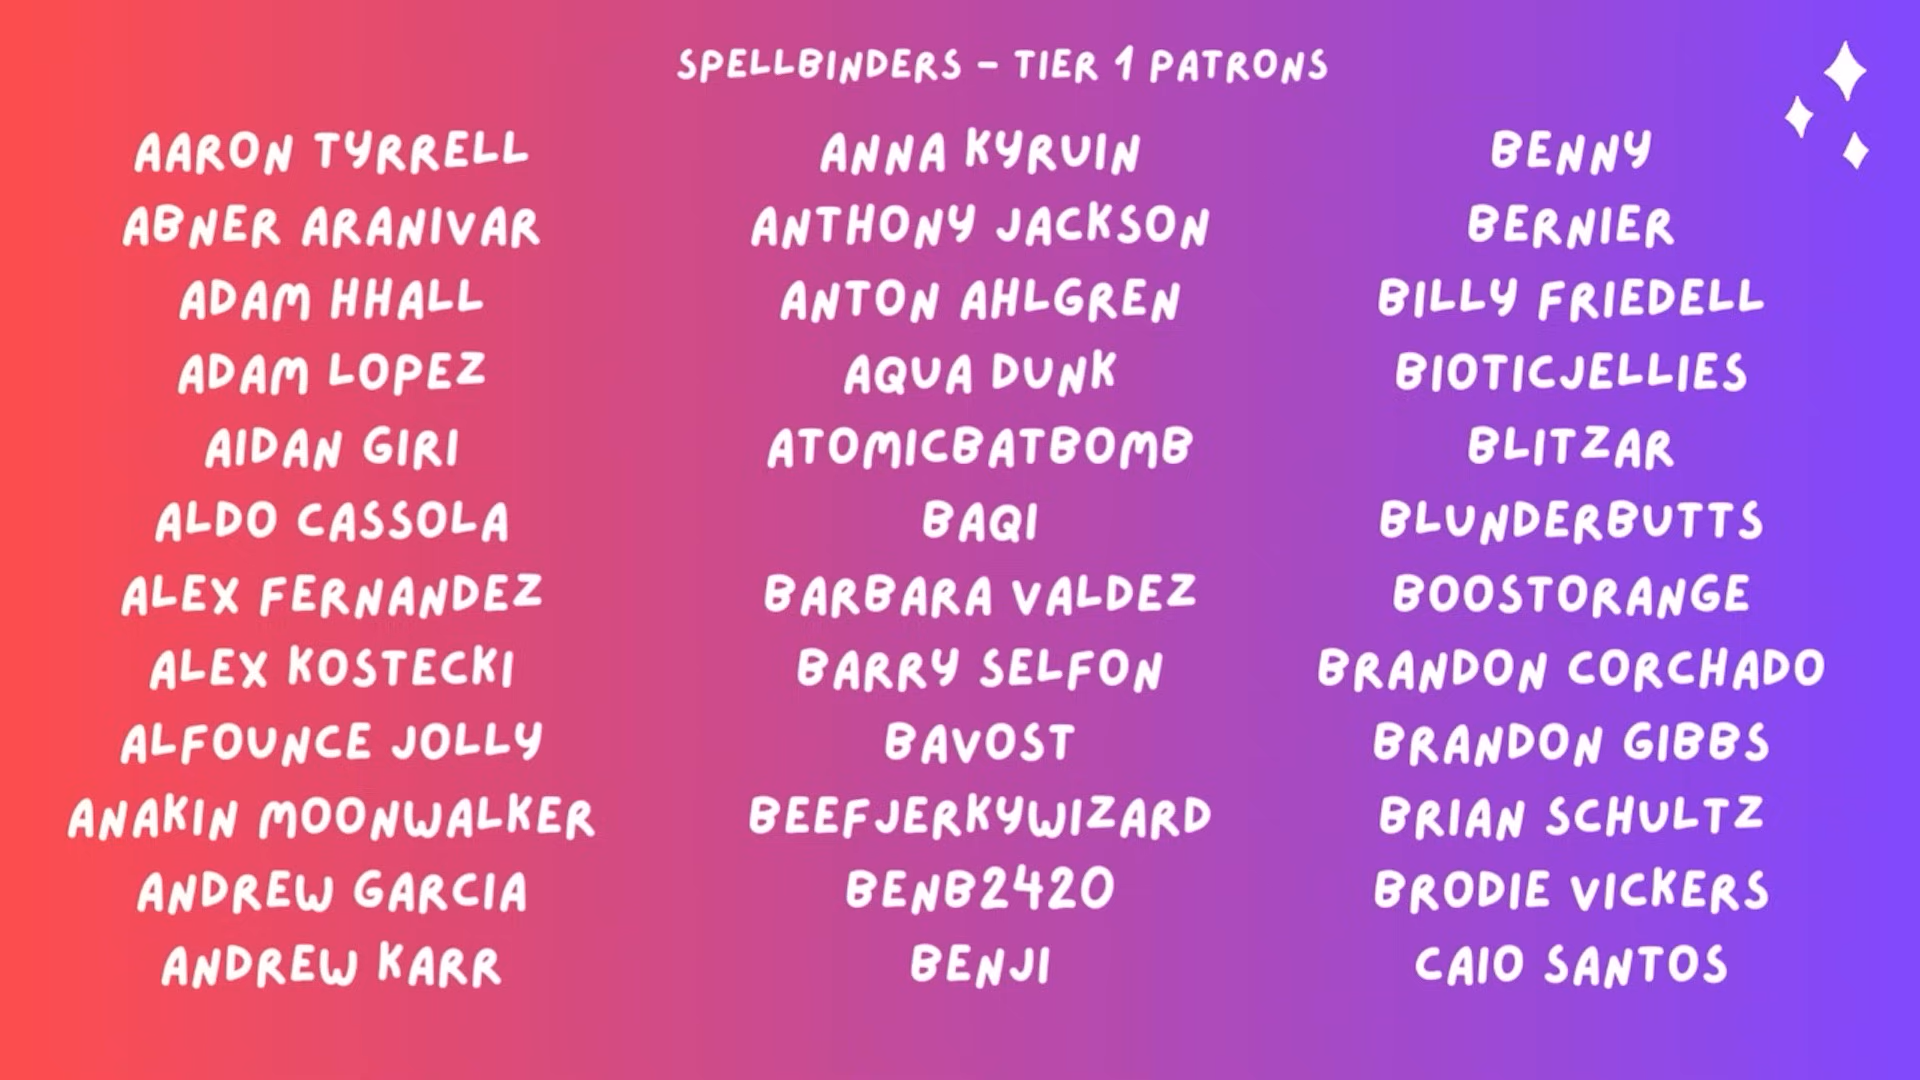 SPELLBINDERS - TIER 1 PATRONS
AARON TYRRELL
ABNER ARANIVAR
ADAM HHALL
ADAM LOPEZ
AIDAN GIRI
ALDO CASSOLA
ALEX FERNANDEZ
ALEX KOSTECKI
ALFOUNCE JOLLY
ANAKIN MOONWALKER
ANDREW GARCIA
ANDREW KARR
ANNA KYRUIN
ANTHONY JACKSON
ANTON AHLGREN
AQUA DUNK
ATOMICBATBOMB
BAQI
BARBARA VALDEZ
BARRY SELFON
BAVOST
BEEFJERKYWIZARD
BENB2420
BENJI
BENNY
BERNIER
BILLY FRIEDELL
BIOTICJELLIES
BLITZAR
BLUNDERBUTTS
BOOSTORANGE
BRANDON CORCHADO
BRANDON GIBBS
BRIAN SCHULTZ
BRODIE VICKERS
CAIO SANTOS